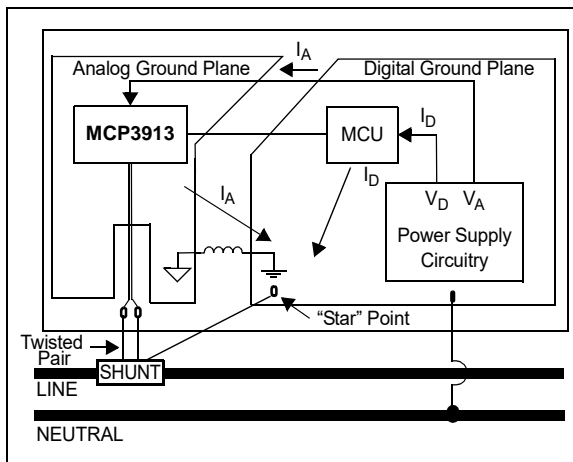 I_A
Analog Ground Plane
Digital Ground Plane
MCP3913
MCU
I_D
I_A
I_D
V_D V_A
Power Supply
Circuitry
“Star” Point
Twisted
Pair
SHUNT
LINE
NEUTRAL